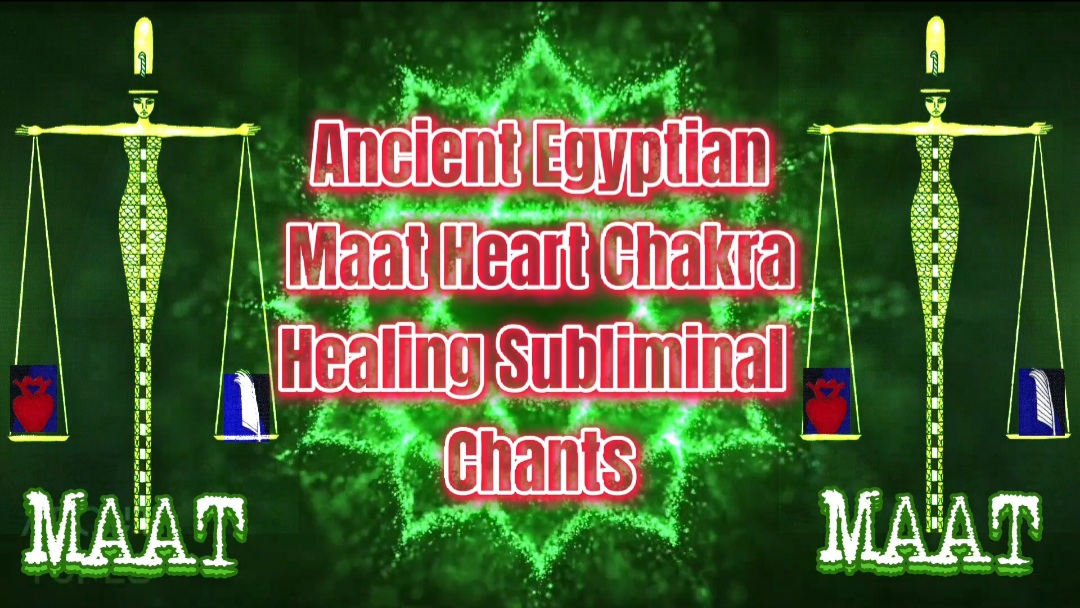 Ancient Egyptian
Maat Heart Chakra
Healing Subliminal
Chants
MAAT
MAAT